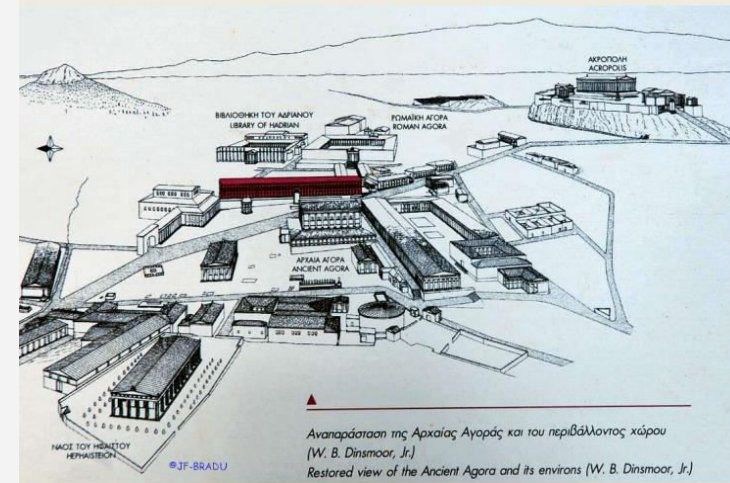 ΑΚΡΟΠΟΛΗ
ACROPOLIS
ΒΙΒΛΙΟΘΗΚΗ ΤΟΥ ΑΔΡΙΑΝΟΥ
LIBRARY OF HADRIAN
ΡΩΜΑΪΚΗ ΑΓΟΡΑ
ROMAN AGORA
ΑΡΧΑΙΑ ΑΓΟΡΑ
ANCIENT AGORA
ΝΑΟΣ ΤΟΥ ΗΦΑΙΣΤΟΥ
HEPHAISTEION
©JF-BRADU
Αναπαράσταση της Αρχαίας Αγοράς και του περιβάλλοντος χώρου
(W. B. Dinsmoor, Jr.)
Restored view of the Ancient Agora and its environs (W. B. Dinsmoor, Jr.)